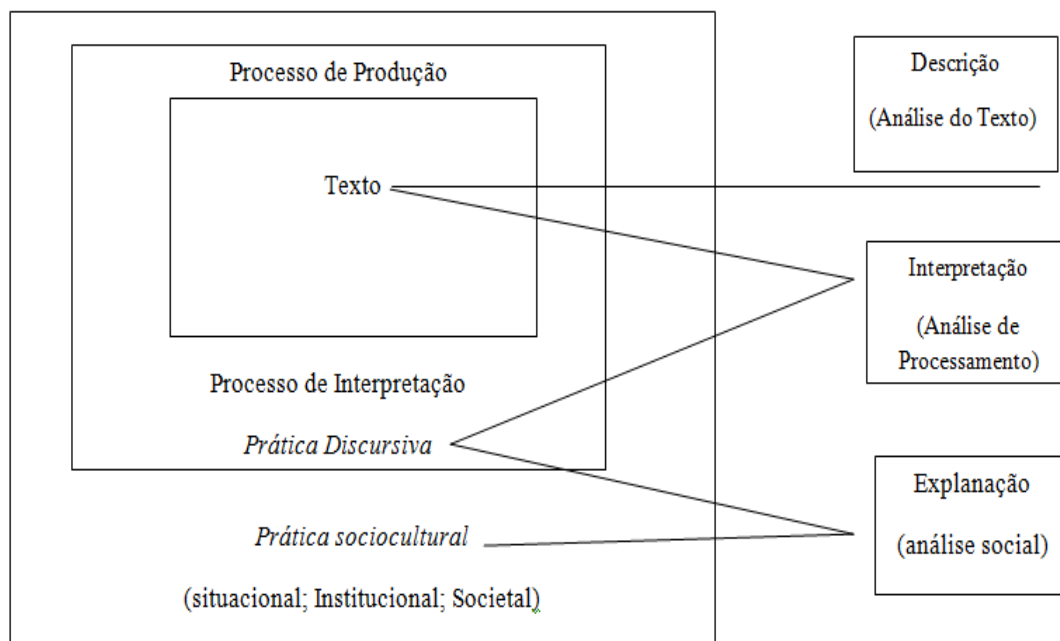 Processo de Produção
Texto
Processo de Interpretação
Prática Discursiva
Prática sociocultural
(situacional; Institucional; Societal)
Descrição
(Análise do Texto)
Interpretação
(Análise de
Processamento)
Explanação
(análise social)